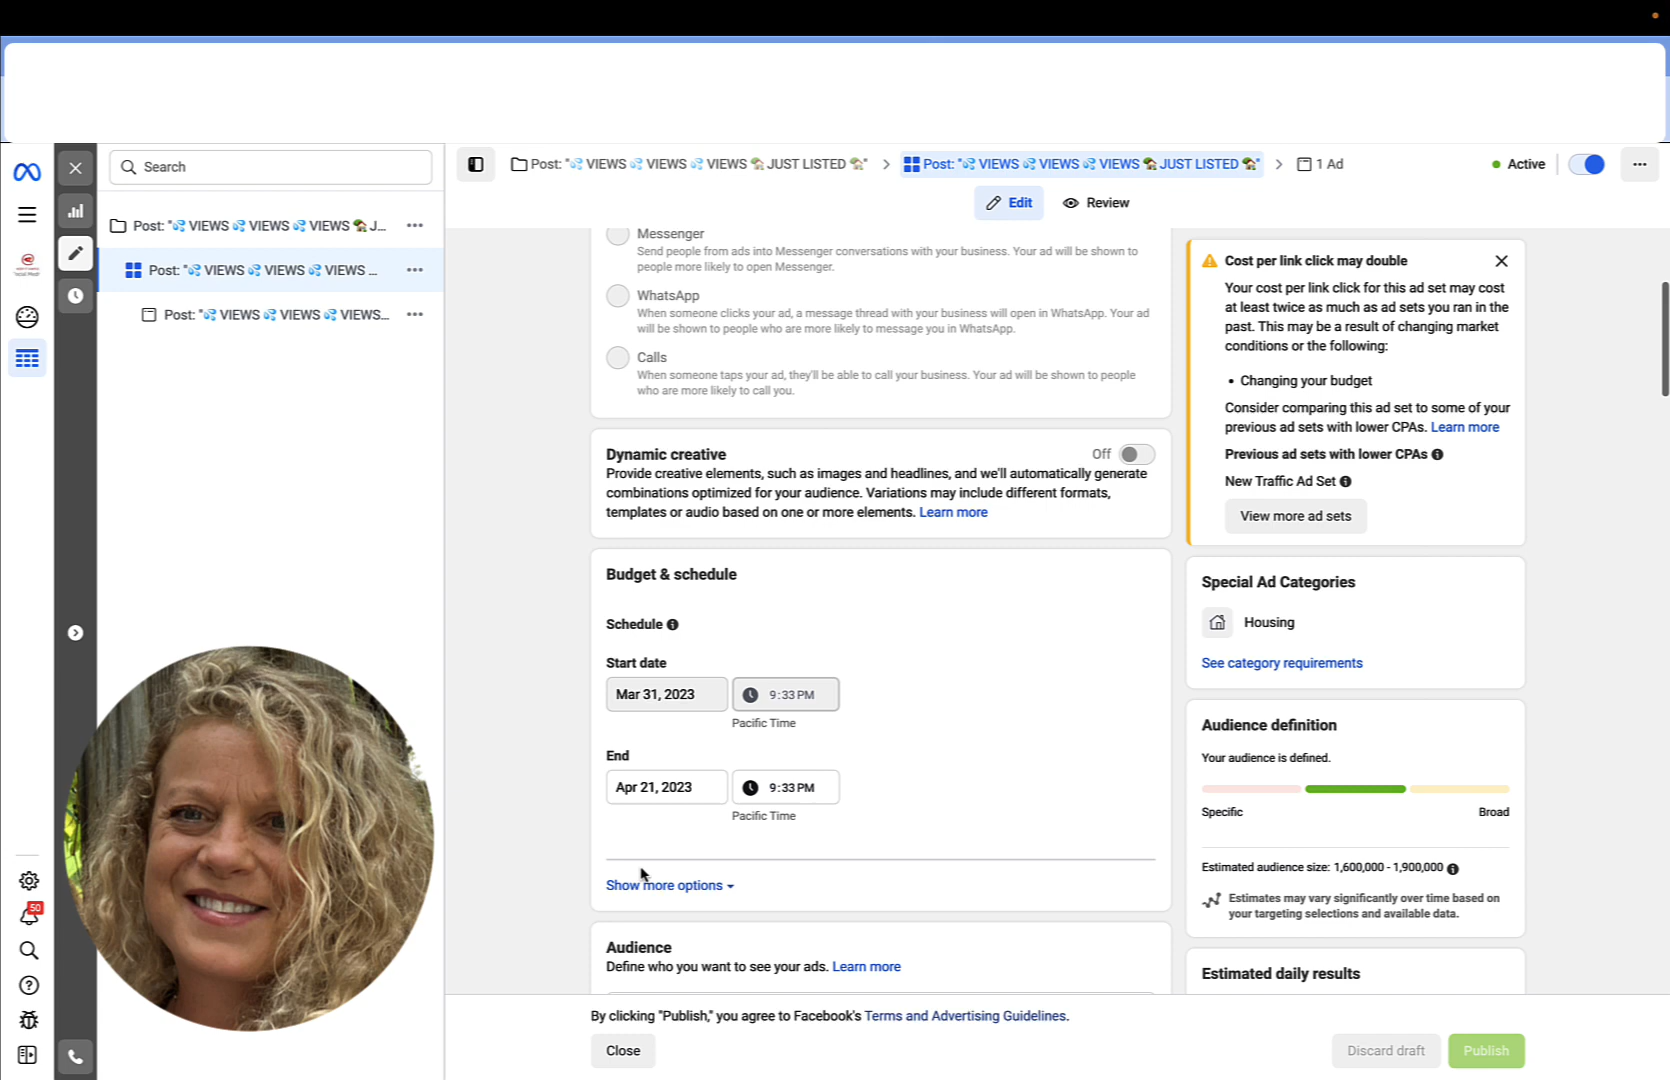 Search
Post: "💦 VIEWS 💦 VIEWS 💦 VIEWS 🏡 JUST LISTED 🏡"
Post: "💦 VIEWS 💦 VIEWS 💦 VIEWS 🏡 JUST LISTED 🏡"
1 Ad
Active
Edit
Review
Post: "💦 VIEWS 💦 VIEWS 💦 VIEWS 🏡 J...
Post: "💦 VIEWS 💦 VIEWS 💦 VIEWS ...
Post: "💦 VIEWS 💦 VIEWS 💦 VIEWS...
50
Messenger
Send people from ads into Messenger conversations with your business. Your ad will be shown to
people more likely to open Messenger.
WhatsApp
When someone clicks your ad, a message thread with your business will open in WhatsApp. Your ad
will be shown to people who are more likely to message you in WhatsApp.
Calls
When someone taps your ad, they'll be able to call your business. Your ad will be shown to people
who are more likely to call you.
Dynamic creative
Off
Provide creative elements, such as images and headlines, and we'll automatically generate
combinations optimized for your audience. Variations may include different formats,
templates or audio based on one or more elements. Learn more
Budget & schedule
Schedule
Start date
Mar 31, 2023
9:33 PM
Pacific Time
End
Apr 21, 2023
9:33 PM
Pacific Time
Show more options
Audience
Define who you want to see your ads. Learn more
Cost per link click may double
Your cost per link click for this ad set may cost
at least twice as much as ad sets you ran in the
past. This may be a result of changing market
conditions or the following:
• Changing your budget
Consider comparing this ad set to some of your
previous ad sets with lower CPAs. Learn more
Previous ad sets with lower CPAs
New Traffic Ad Set
View more ad sets
Special Ad Categories
Housing
See category requirements
Audience definition
Your audience is defined.
Specific
Broad
Estimated audience size: 1,600,000 - 1,900,000
Estimates may vary significantly over time based on
your targeting selections and available data.
Estimated daily results
By clicking "Publish," you agree to Facebook's Terms and Advertising Guidelines.
Close
Discard draft
Publish